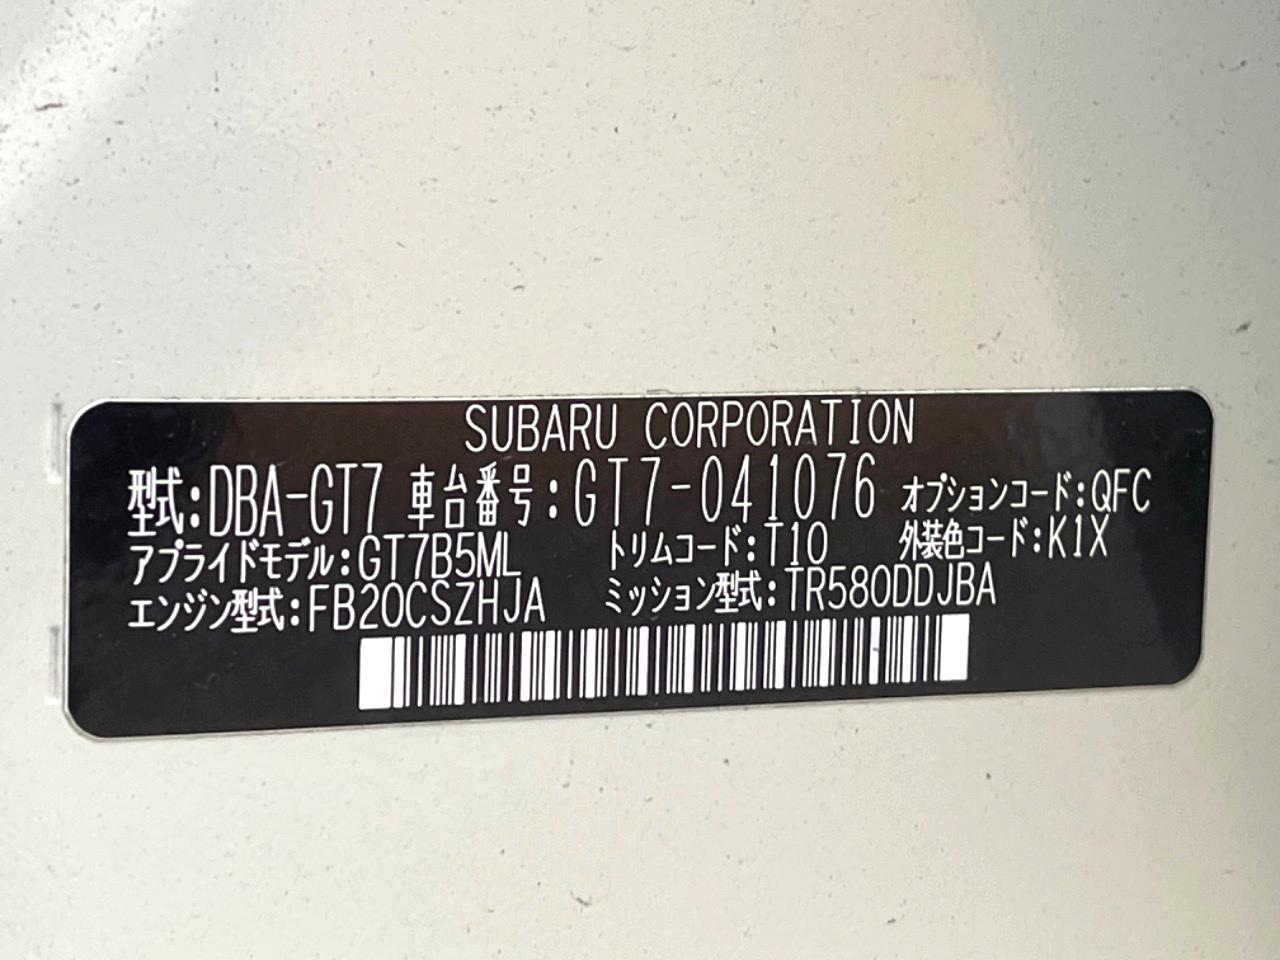 SUBARU CORPORATION
型式:DBA-GT7 車台番号:GT7-041076 オプションコード:QFC
アプライドモデル:GT7B5ML トリムコード:T10 外装色コード:K1X
エンジン型式:FB20CSZHJA ミッション型式:TR580DDJBA